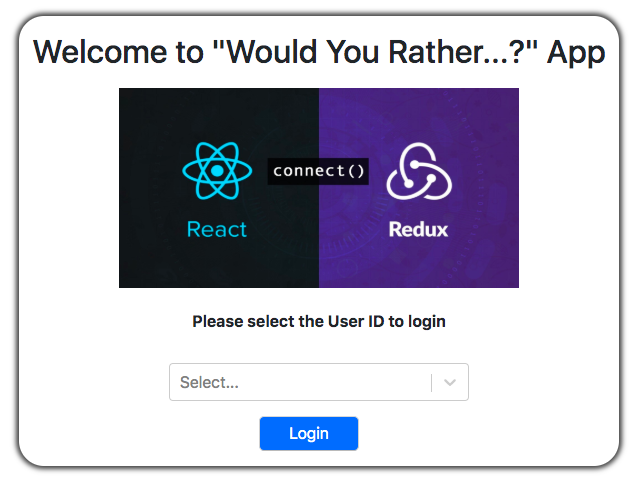 Welcome to "Would You Rather...?" App
connect()
React
Redux
Please select the User ID to login
Select...
Login